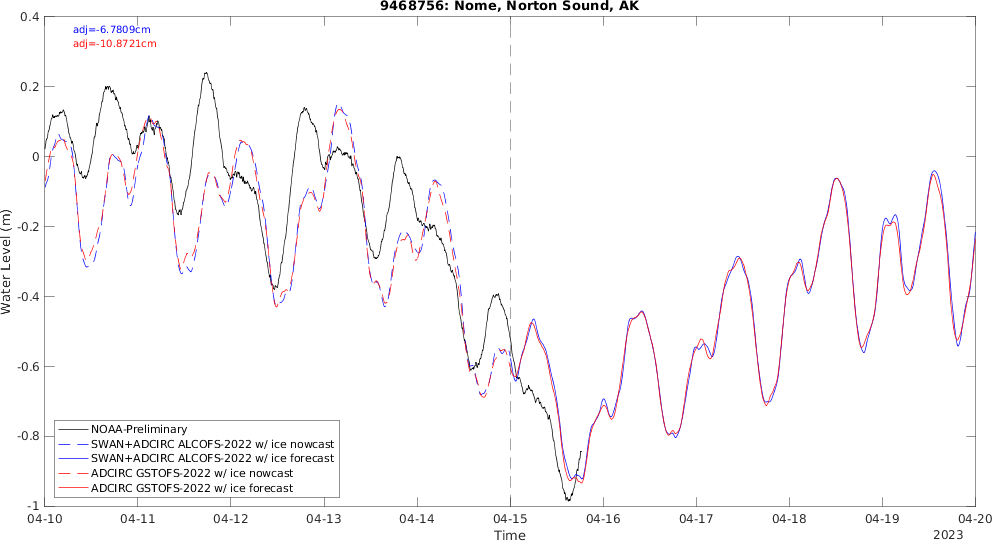 9468756: Nome, Norton Sound, AK
adj=-6.7809cm
adj=-10.8721cm
0.4
0.2
0
-0.2
-0.4
-0.6
-0.8
-1
Water Level (m)
NOAA-Preliminary
SWAN+ADCIRC ALCOFS-2022 w/ ice nowcast
SWAN+ADCIRC ALCOFS-2022 w/ ice forecast
ADCIRC GSTOFS-2022 w/ ice nowcast
ADCIRC GSTOFS-2022 w/ ice forecast
04-10 04-11 04-12 04-13 04-14 04-15 04-16 04-17 04-18 04-19 04-20
Time
2023